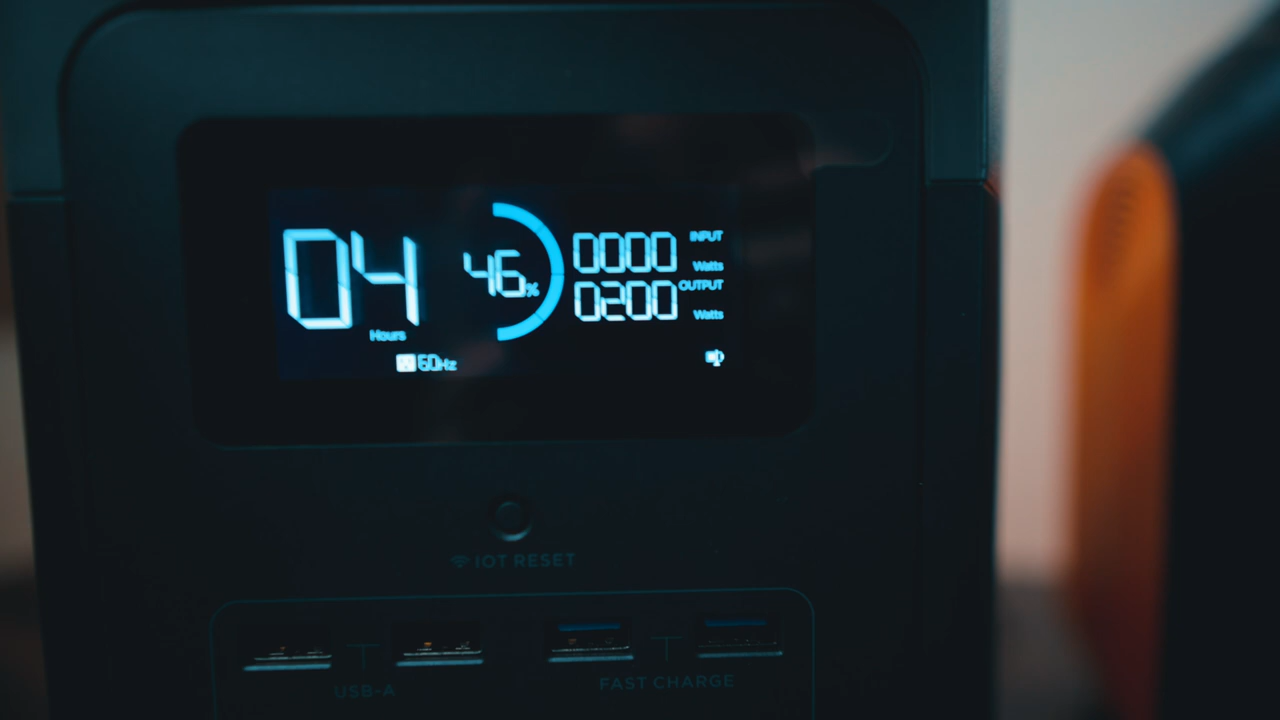 04 Hours
46%
0000 INPUT Watts
0200 OUTPUT Watts
60Hz
IOT RESET
USB-A
FAST CHARGE